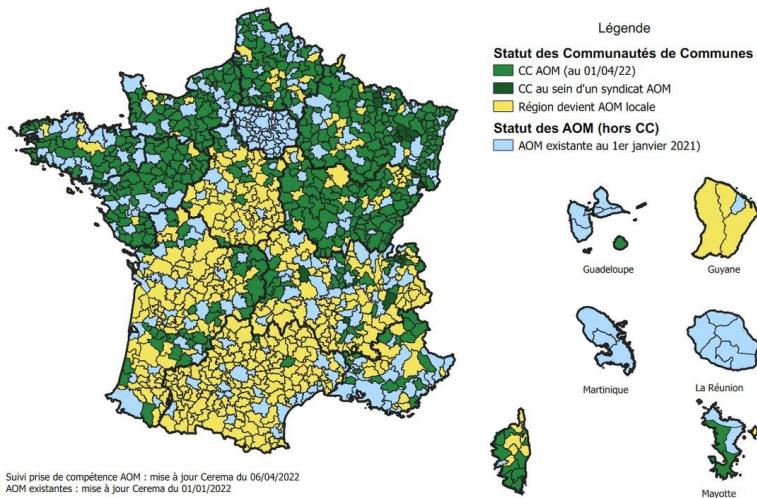 Légende
Statut des Communautés de Communes
CC AOM (au 01/04/22)
CC au sein d'un syndicat AOM
Région devient AOM locale
Statut des AOM (hors CC)
AOM existante au 1er janvier 2021)
Guadeloupe
Guyane
Martinique
La Réunion
Mayotte
Suivi prise de compétence AOM : mise à jour Cerema du 06/04/2022
AOM existantes : mise à jour Cerema du 01/01/2022